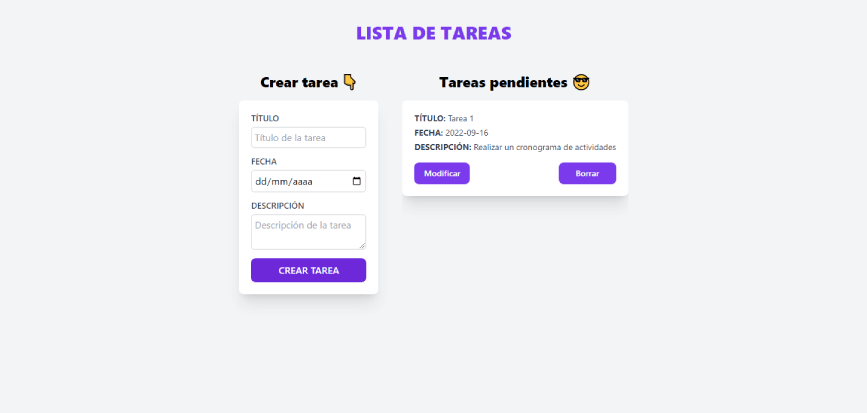 LISTA DE TAREAS
Crear tarea 👇
TÍTULO
Título de la tarea
FECHA
dd/mm/aaaa
DESCRIPCIÓN
Descripción de la tarea
CREAR TAREA
Tareas pendientes 😎
TÍTULO: Tarea 1
FECHA: 2022-09-16
DESCRIPCIÓN: Realizar un cronograma de actividades
Modificar
Borrar